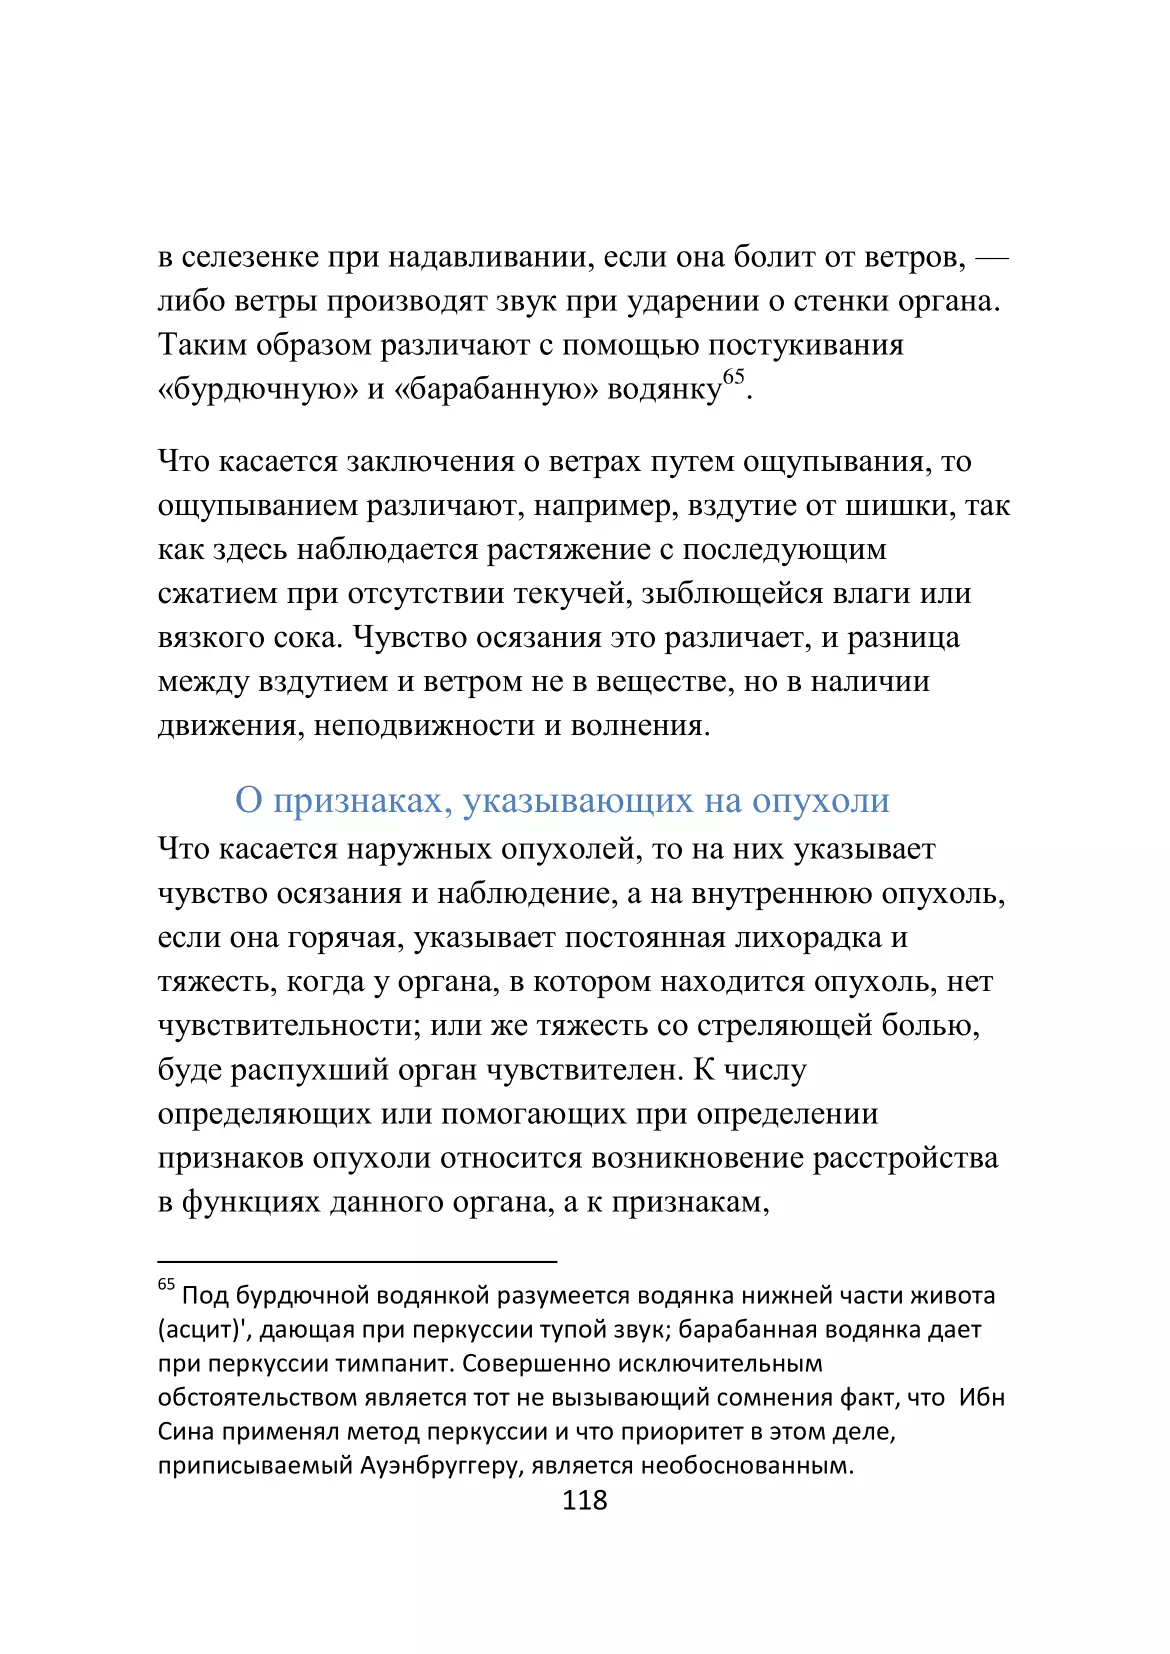 в селезенке при надавливании, если она болит от ветров, —
либо ветры производят звук при ударении о стенки органа.
Таким образом различают с помощью постукивания
«бурдючную» и «барабанную» водянку65.
Что касается заключения о ветрах путем ощупывания, то
ощупыванием различают, например, вздутие от шишки, так
как здесь наблюдается растяжение с последующим
сжатием при отсутствии текучей, зыблющейся влаги или
вязкого сока. Чувство осязания это различает, и разница
между вздутием и ветром не в веществе, но в наличии
движения, неподвижности и волнения.
О признаках, указывающих на опухоли
Что касается наружных опухолей, то на них указывает
чувство осязания и наблюдение, а на внутреннюю опухоль,
если она горячая, указывает постоянная лихорадка и
тяжесть, когда у органа, в котором находится опухоль, нет
чувствительности; или же тяжесть со стреляющей болью,
буде распухший орган чувствителен. К числу
определяющих или помогающих при определении
признаков опухоли относится возникновение расстройства
в функциях данного органа, а к признакам,
65 Под бурдючной водянкой разумеется водянка нижней части живота
(асцит)', дающая при перкуссии тупой звук; барабанная водянка дает
при перкуссии тимпанит. Совершенно исключительным
обстоятельством является тот не вызывающий сомнения факт, что  Ибн
Сина применял метод перкуссии и что приоритет в этом деле,
приписываемый Ауэнбруггеру, является необоснованным.
118